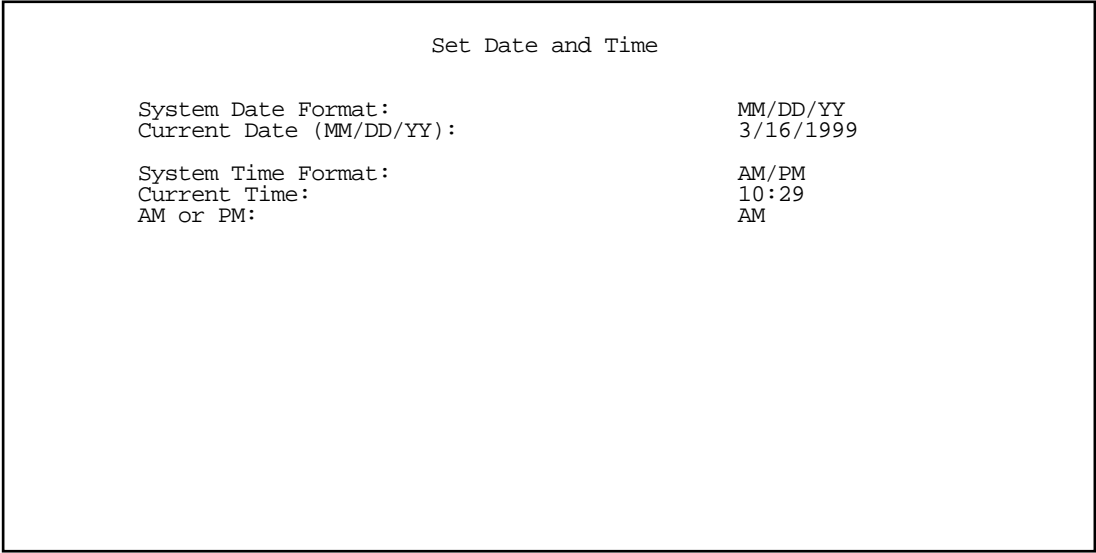 Set Date and Time
System Date Format: MM/DD/YY
Current Date (MM/DD/YY): 3/16/1999
System Time Format: AM/PM
Current Time: 10:29
AM or PM: AM